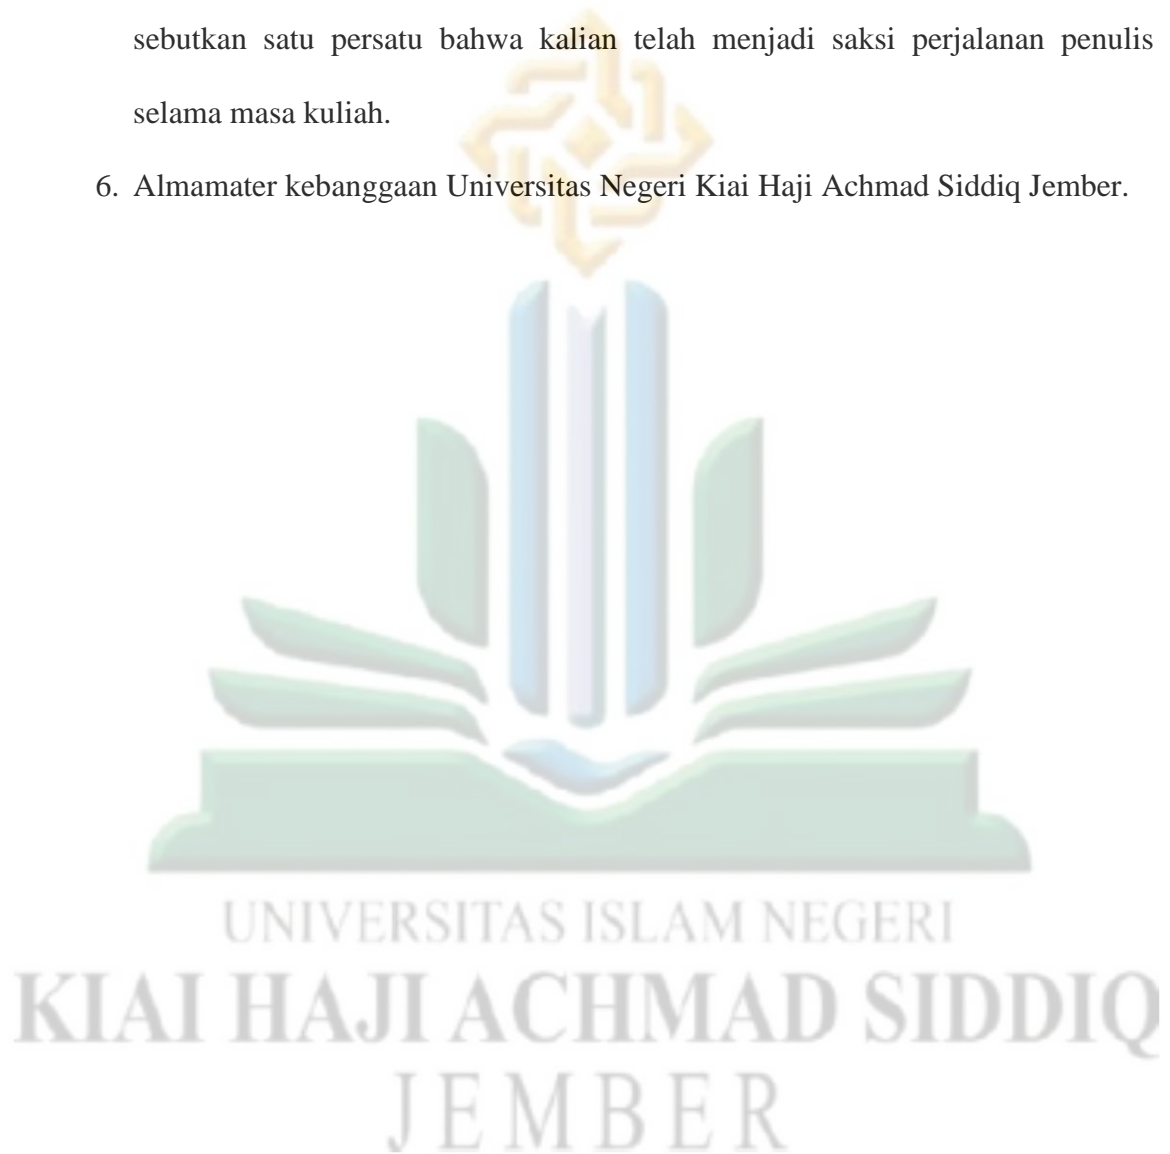 sebutkan satu persatu bahwa kalian telah menjadi saksi perjalanan penulis
selama masa kuliah.
6. Almamater kebanggaan Universitas Negeri Kiai Haji Achmad Siddiq Jember.
UNIVERSITAS ISLAM NEGERI
KIAI HAJI ACHMAD SIDDIQ
JEMBER